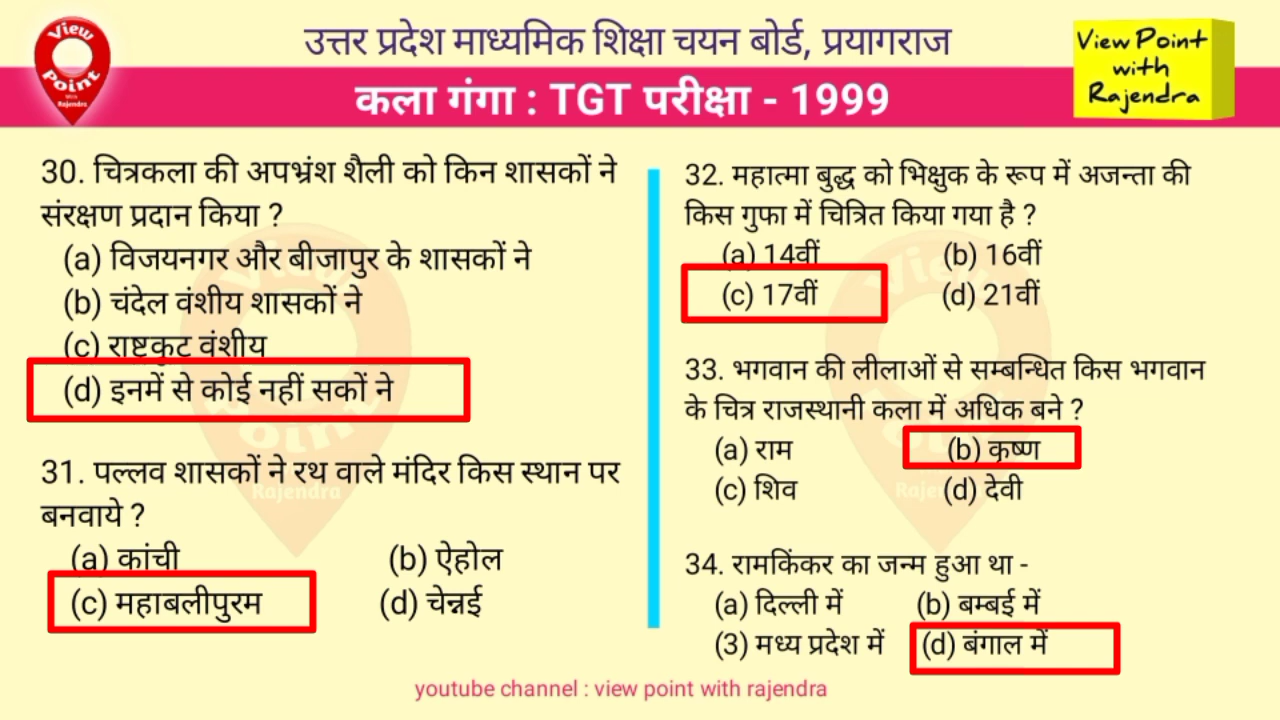 View
Point
With
Rajendra
उत्तर प्रदेश माध्यमिक शिक्षा चयन बोर्ड, प्रयागराज
कला गंगा : TGT परीक्षा - 1999
View Point
with
Rajendra
30. चित्रकला की अपभ्रंश शैली को किन शासकों ने
संरक्षण प्रदान किया ?
(a) विजयनगर और बीजापुर के शासकों ने
(b) चंदेल वंशीय शासकों ने
(c) राष्टकुट वंशीय
(d) इनमें से कोई नहीं सकों ने
31. पल्लव शासकों ने रथ वाले मंदिर किस स्थान पर
बनवाये ?
(a) कांची (b) ऐहोल
(c) महाबलीपुरम (d) चेन्नई
32. महात्मा बुद्ध को भिक्षुक के रूप में अजन्ता की
किस गुफा में चित्रित किया गया है ?
(a) 14वीं (b) 16वीं
(c) 17वीं (d) 21वीं
33. भगवान की लीलाओं से सम्बन्धित किस भगवान
के चित्र राजस्थानी कला में अधिक बने ?
(a) राम (b) कृष्ण
(c) शिव (d) देवी
34. रामकिंकर का जन्म हुआ था -
(a) दिल्ली में (b) बम्बई में
(3) मध्य प्रदेश में (d) बंगाल में
youtube channel : view point with rajendra